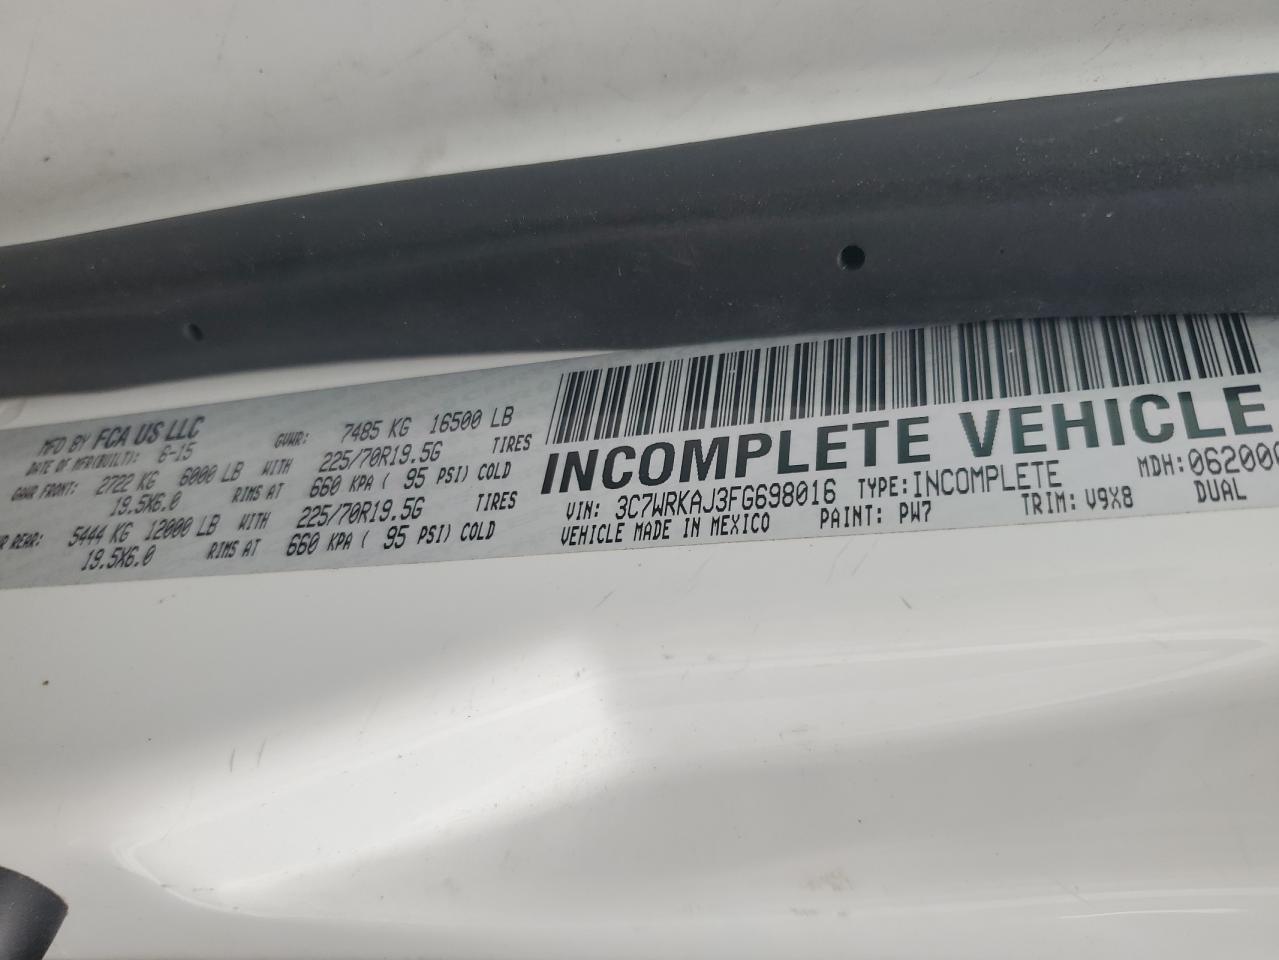 MFD BY FCA US LLC GVWR: 7485 KG 16500 LB
DATE OF MFR(BUILT): 6-15
GAWR FRONT: 2722 KG 6000 LB WITH 225/70R19.5G TIRES
19.5X6.0 RIMS AT 660 KPA ( 95 PSI) COLD
REAR: 5444 KG 12000 LB WITH 225/70R19.5G TIRES
19.5X6.0 RIMS AT 660 KPA ( 95 PSI) COLD
INCOMPLETE VEHICLE
VIN: 3C7WRKAJ3FG698016 TYPE:INCOMPLETE MDH:062000
VEHICLE MADE IN MEXICO PAINT: PW7 TRIM: V9X8 DUAL